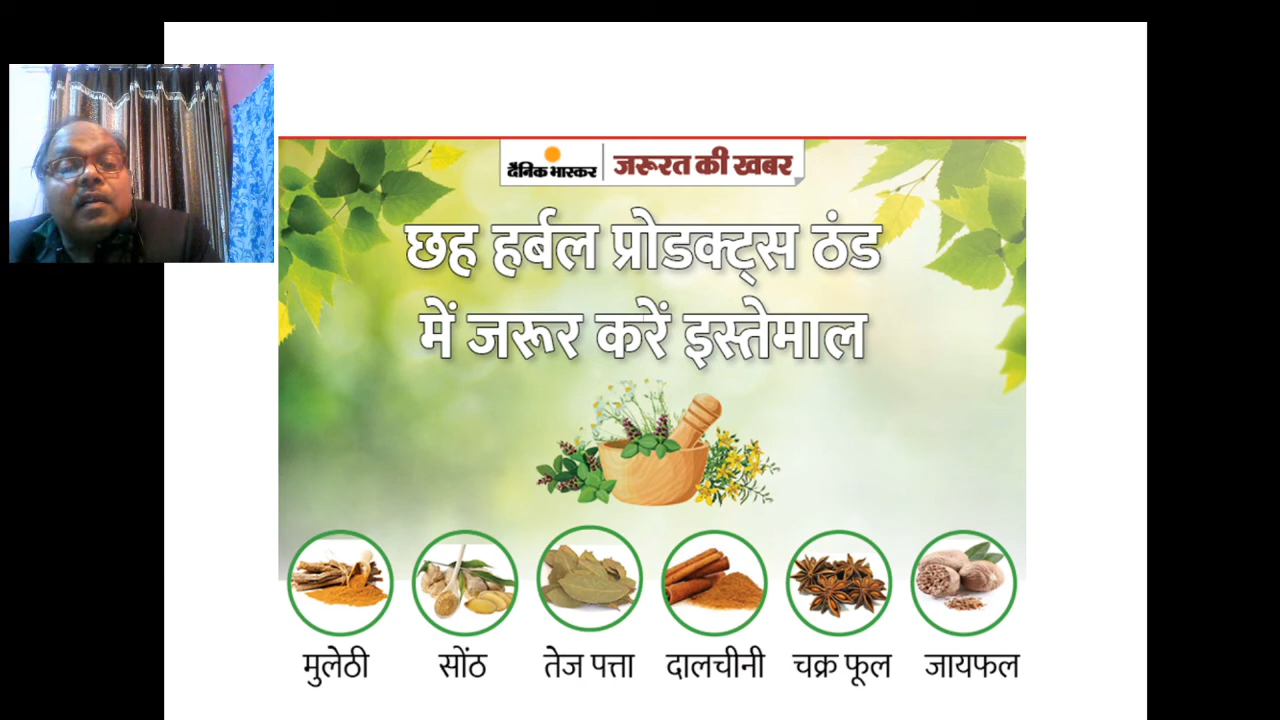 दैनिक भास्कर | जरूरत की खबर
छह हर्बल प्रोडक्ट्स ठंड
में जरूर करें इस्तेमाल
मुलेठी सोंठ तेज पत्ता दालचीनी चक्र फूल जायफल